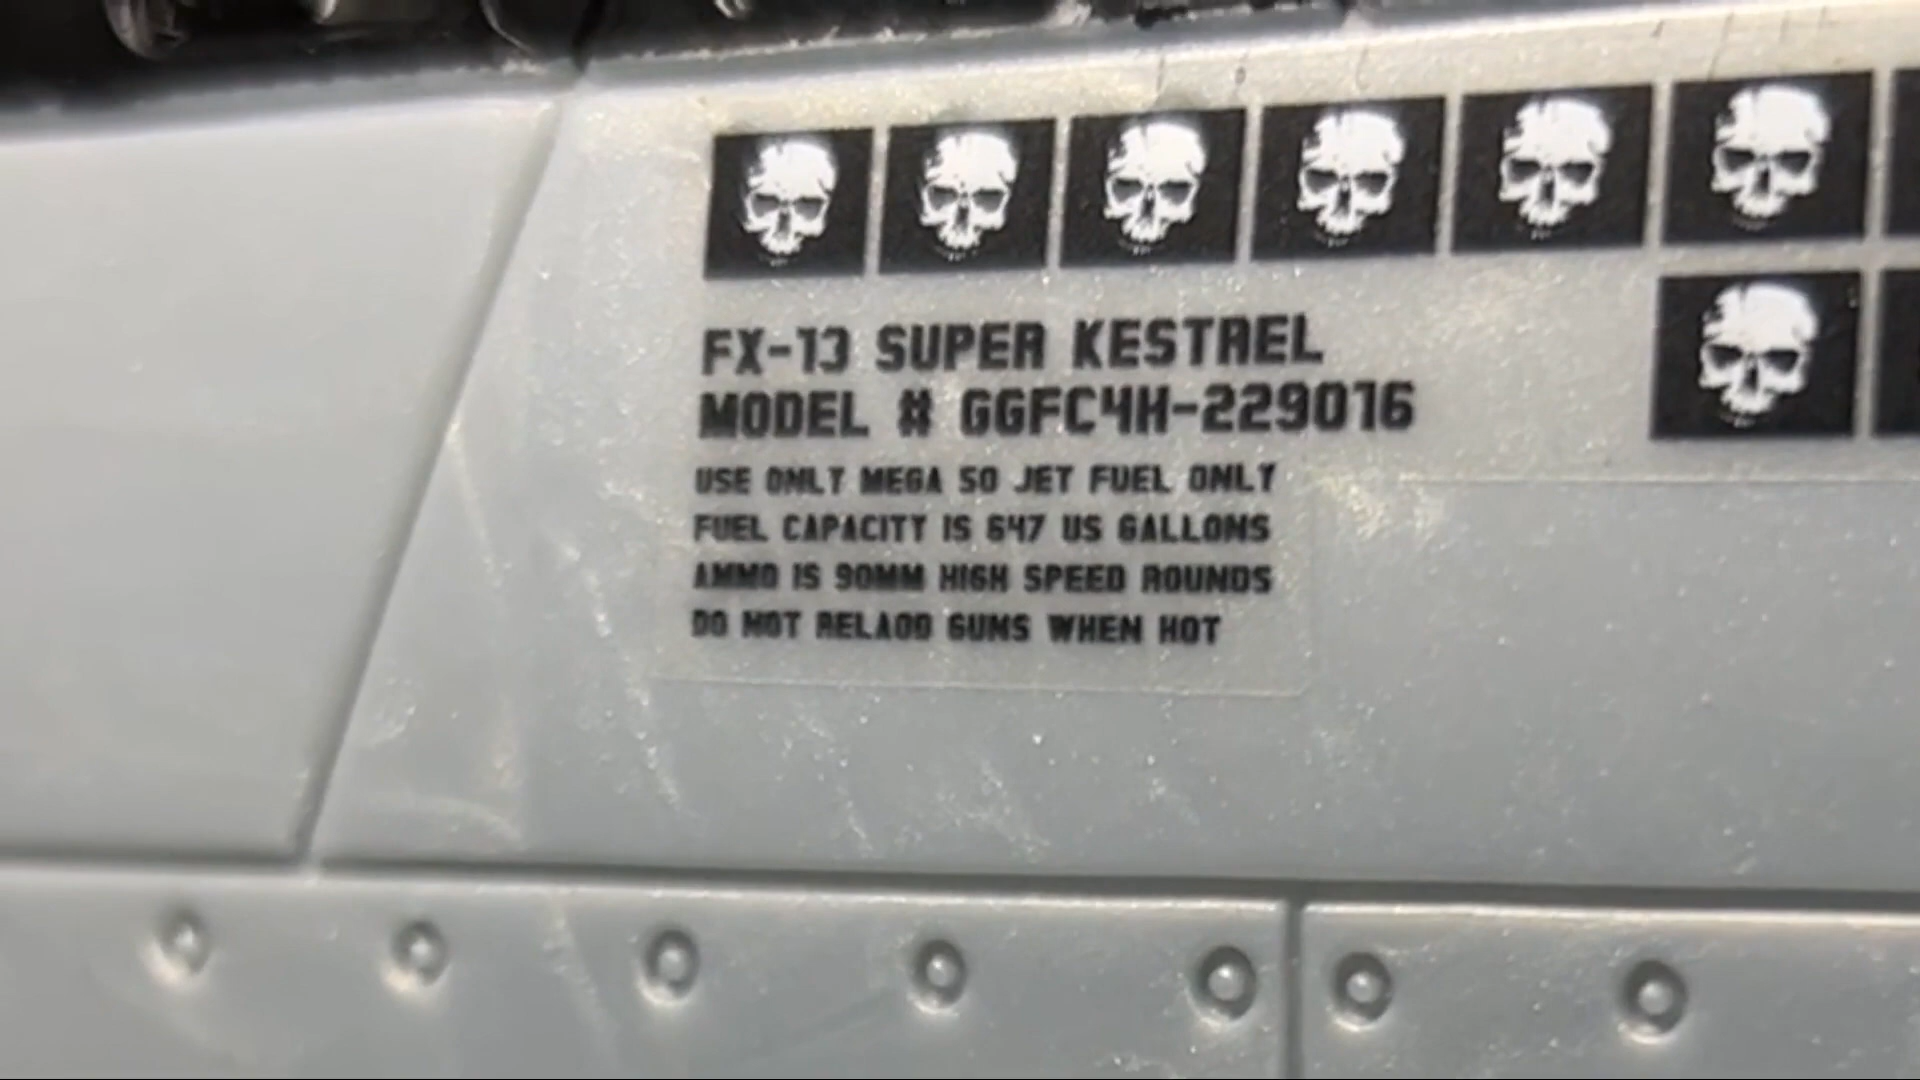 FX-13 SUPER KESTREL
MODEL # GGFC4H-229016
USE ONLY MEGA 50 JET FUEL ONLY
FUEL CAPACITY IS 647 US GALLONS
AMMO IS 90MM HIGH SPEED ROUNDS
DO NOT RELAOD GUNS WHEN HOT